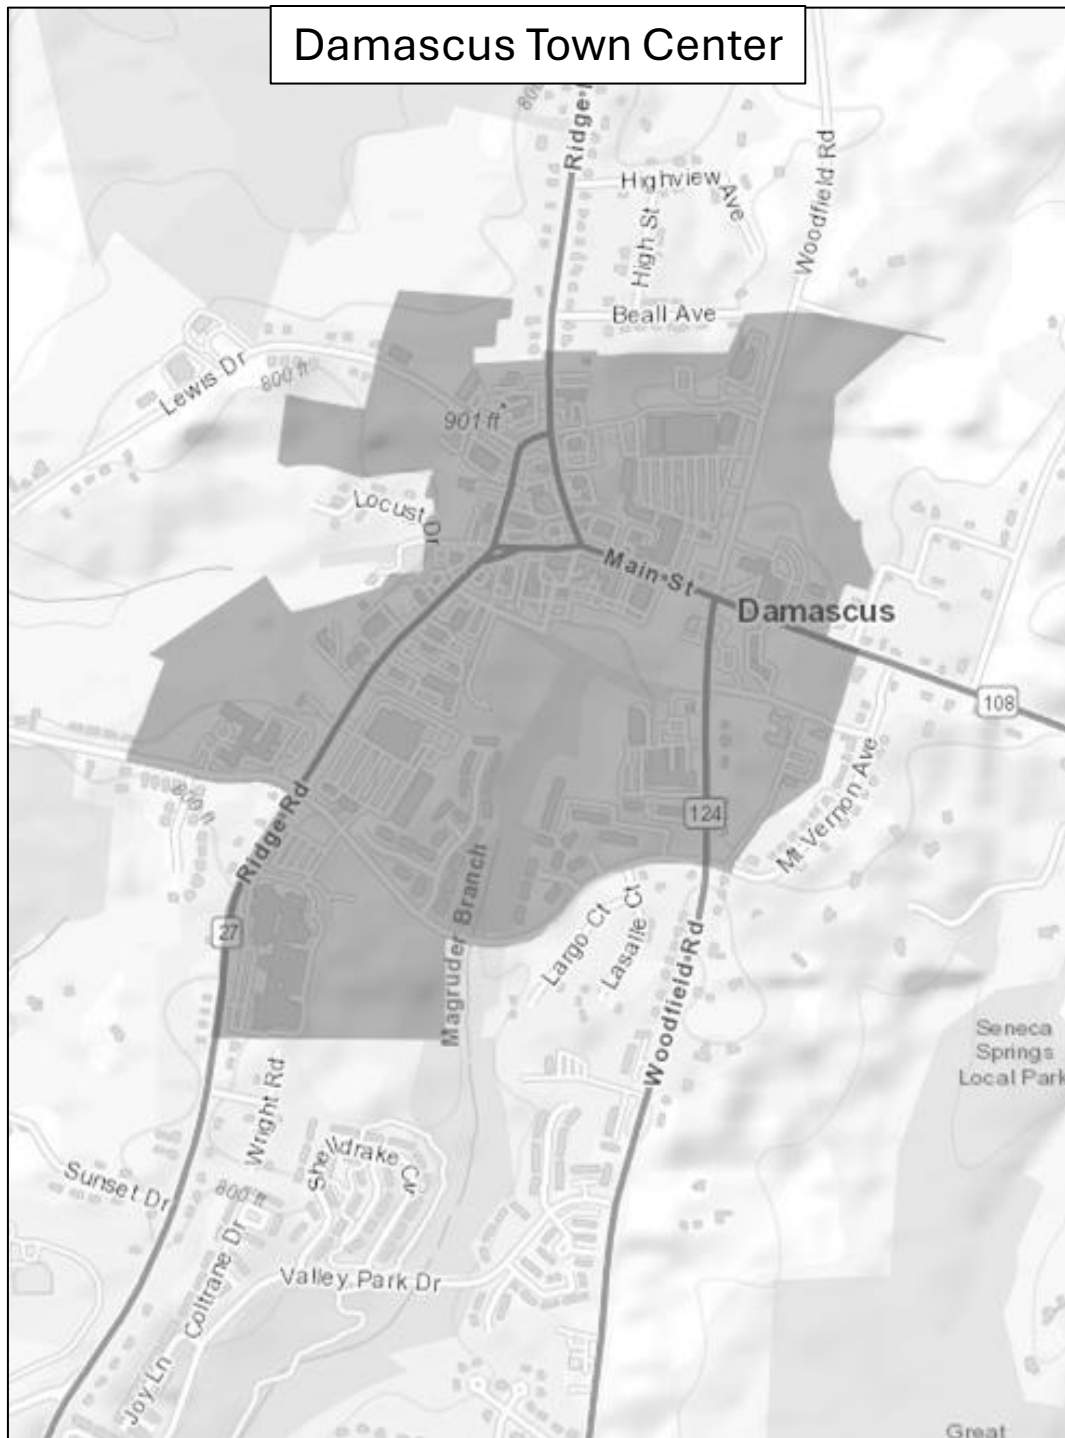 Damascus Town Center
Ridge
Highview Ave
High St
Woodfield Rd
Beall Ave
Lewis Dr
800 ft
901 ft
Locust Dr
Main St
Damascus
108
124
Mt Vernon Ave
Ridge Rd
27
Magruder Branch
Largo Ct
Lasalle Ct
Woodfield Rd
Seneca
Springs
Local Park
Wright Rd
Shelldrake Cir
Sunset Dr
800 ft
Coltrane Dr
Valley Park Dr
Joy Ln
Great